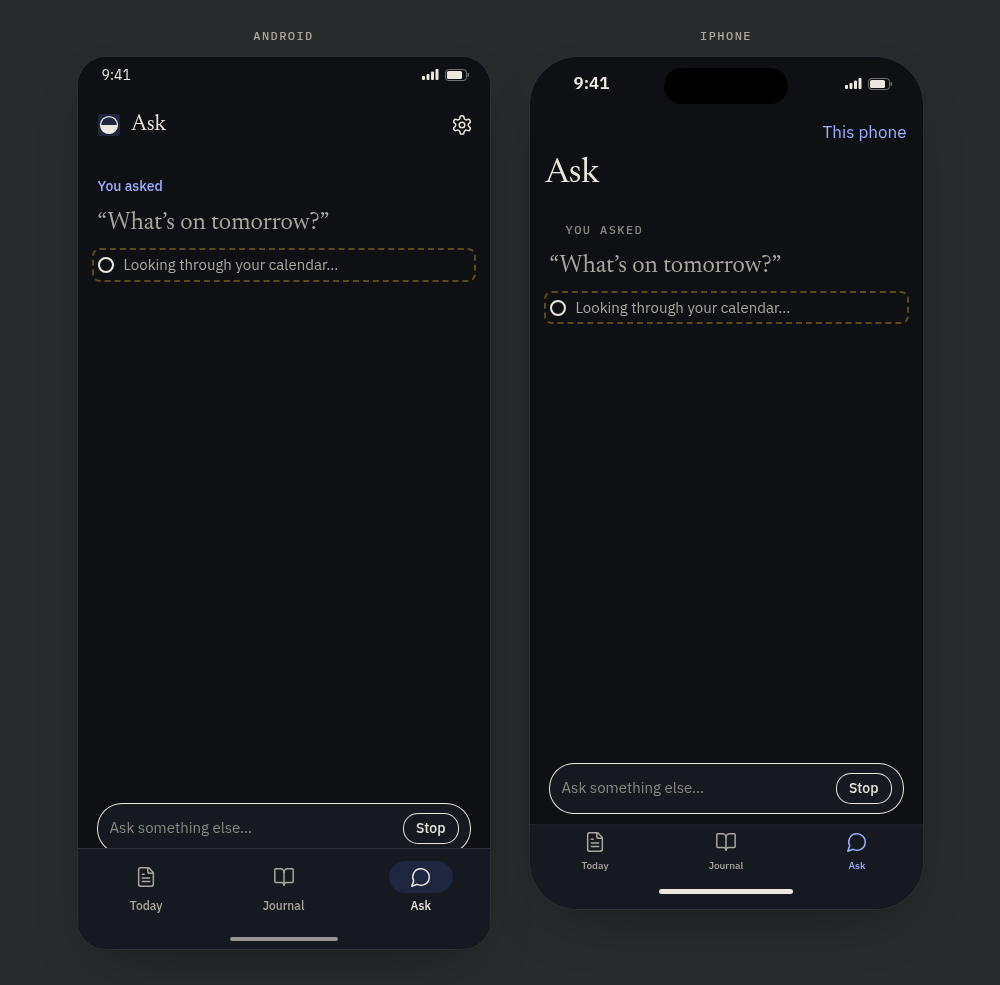 ANDROID
9:41
Ask
You asked
“What’s on tomorrow?”
Looking through your calendar…
Ask something else…
Stop
Today
Journal
Ask
IPHONE
9:41
This phone
Ask
YOU ASKED
“What’s on tomorrow?”
Looking through your calendar…
Ask something else…
Stop
Today
Journal
Ask